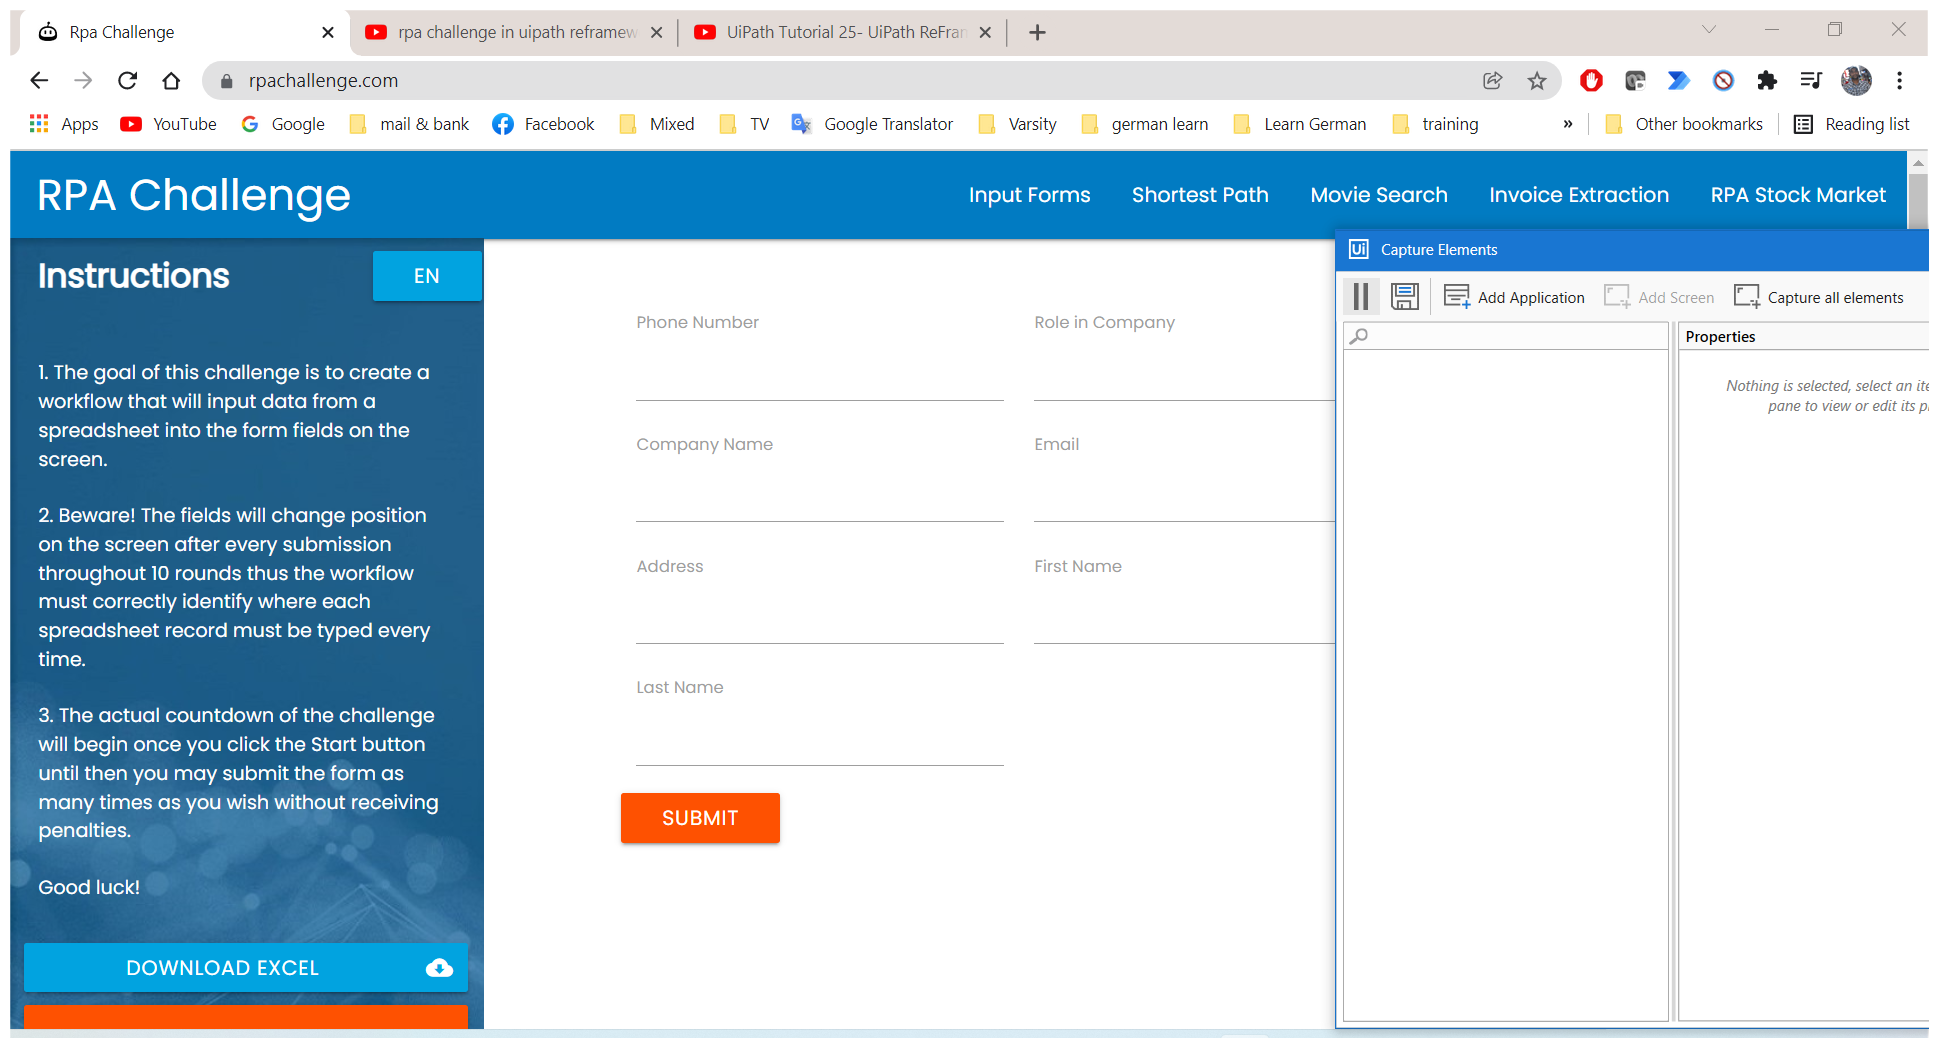 Rpa Challenge
rpa challenge in uipath reframew
UiPath Tutorial 25- UiPath ReFran
rpachallenge.com
Apps YouTube Google mail & bank Facebook Mixed TV Google Translator Varsity german learn Learn German training » Other bookmarks Reading list
RPA Challenge
Input Forms Shortest Path Movie Search Invoice Extraction RPA Stock Market
Instructions
EN
1. The goal of this challenge is to create a
workflow that will input data from a
spreadsheet into the form fields on the
screen.
2. Beware! The fields will change position
on the screen after every submission
throughout 10 rounds thus the workflow
must correctly identify where each
spreadsheet record must be typed every
time.
3. The actual countdown of the challenge
will begin once you click the Start button
until then you may submit the form as
many times as you wish without receiving
penalties.
Good luck!
DOWNLOAD EXCEL
Phone Number
Role in Company
Company Name
Email
Address
First Name
Last Name
SUBMIT
Ui Capture Elements
Add Application Add Screen Capture all elements
Properties
Nothing is selected, select an ite
pane to view or edit its p